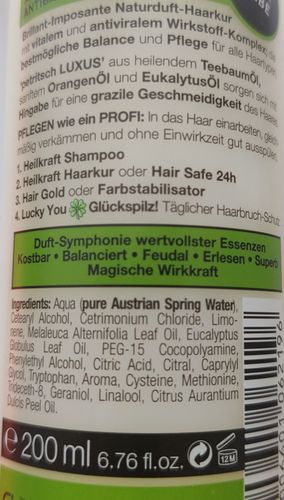 Brillant-Imposante Naturduft-Haarkur
mit vitalem und antiviralem Wirkstoff-Komplex; die
bestmögliche Balance und Pflege für alle Haartypen.
'petritsch LUXUS' aus heilendem TeebaumÖl,
sanftem OrangenÖl und EukalytusÖl sorgen sich mit
Hingabe für eine grazile Geschmeidigkeit des Haares.
PFLEGEN wie ein PROFI: In das Haar einarbeiten, gleich-
mäßig verkämmen und ohne Einwirkzeit gut ausspülen.
1. Heilkraft Shampoo
2. Heilkraft Haarkur oder Hair Safe 24h
3. Hair Gold oder Farbstabilisator
4. Lucky You Glückspilz! Täglicher Haarbruch-Schutz
Duft-Symphonie wertvollster Essenzen
Kostbar • Balanciert • Feudal • Erlesen • Superb
Magische Wirkkraft
Ingredients: Aqua (pure Austrian Spring Water),
Cetearyl Alcohol, Cetrimonium Chloride, Limo-
nene, Melaleuca Alternifolia Leaf Oil, Eucalyptus
Globulus Leaf Oil, PEG-15 Cocopolyamine,
Phenylethyl Alcohol, Citric Acid, Citral, Caprylyl
Glycol, Tryptophan, Aroma, Cysteine, Methionine,
Trideceth-8, Geraniol, Linalool, Citrus Aurantium
Dulcis Peel Oil.
e 200 ml 6.76 fl.oz. 12M